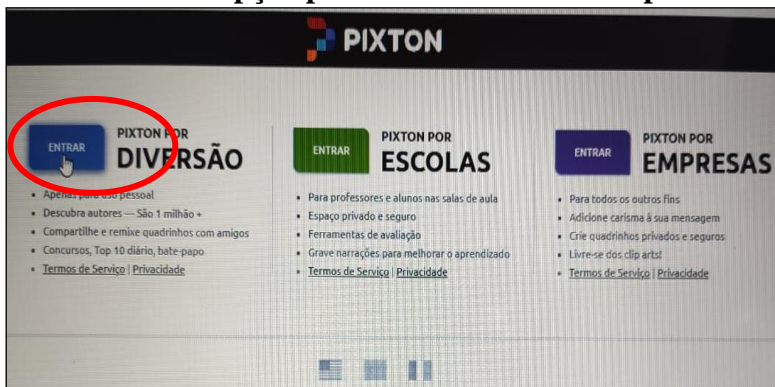 PIXTON
ENTRAR
PIXTON POR
DIVERSÃO
Apenas para uso pessoal
Descubra autores — São 1 milhão +
Compartilhe e remixe quadrinhos com amigos
Concursos, Top 10 diário, bate-papo
Termos de Serviço | Privacidade
ENTRAR
PIXTON POR
ESCOLAS
Para professores e alunos nas salas de aula
Espaço privado e seguro
Ferramentas de avaliação
Grave narrações para melhorar o aprendizado
Termos de Serviço | Privacidade
ENTRAR
PIXTON POR
EMPRESAS
Para todos os outros fins
Adicione carisma à sua mensagem
Crie quadrinhos privados e seguros
Livre-se dos clip arts!
Termos de Serviço | Privacidade